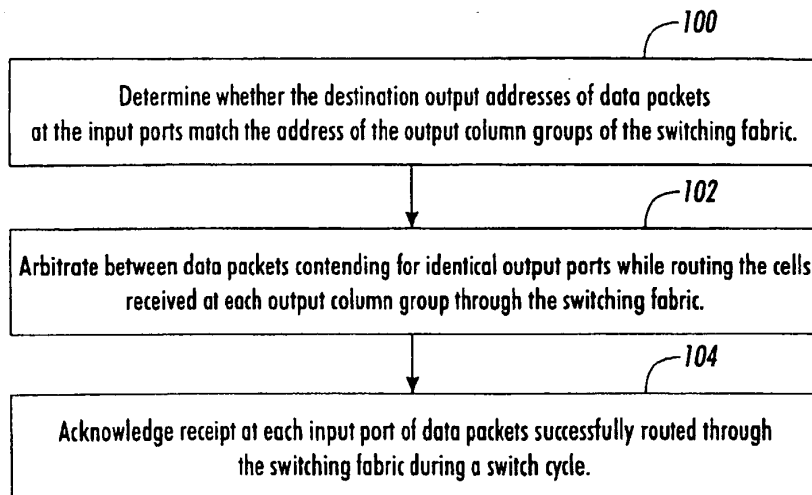 100
Determine whether the destination output addresses of data packets
at the input ports match the address of the output column groups of the switching fabric.
102
Arbitrate between data packets contending for identical output ports while routing the cells
received at each output column group through the switching fabric.
104
Acknowledge receipt at each input port of data packets successfully routed through
the switching fabric during a switch cycle.